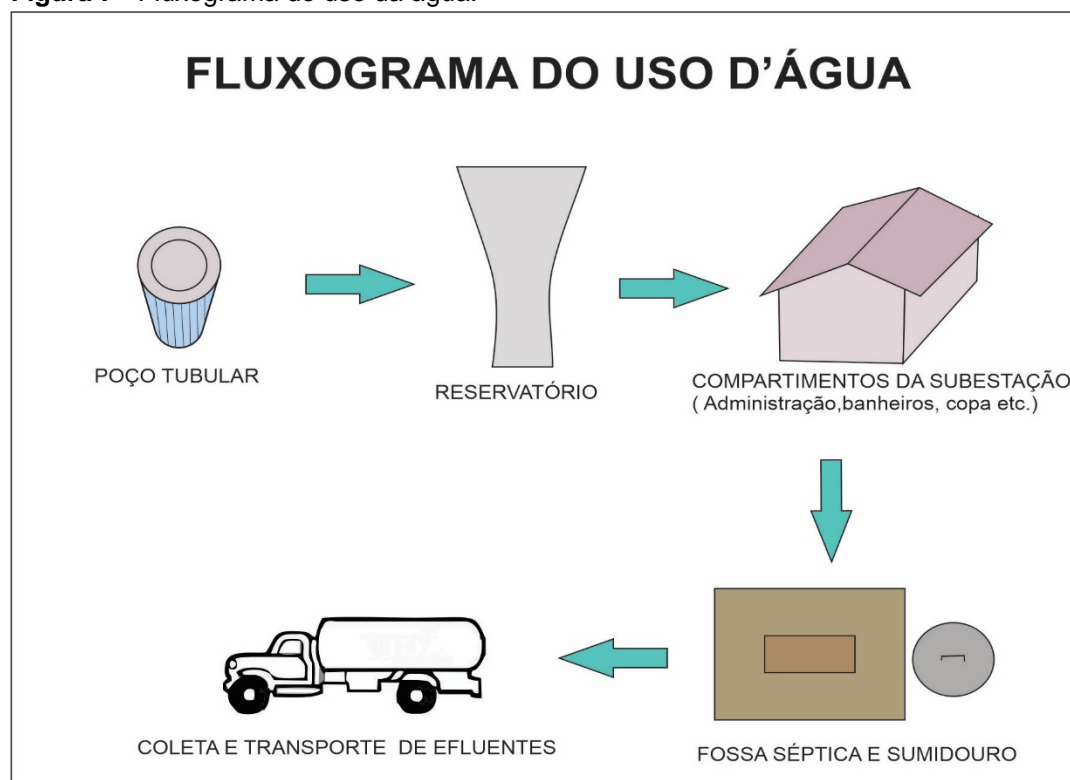 FLUXOGRAMA DO USO D’ÁGUA
POÇO TUBULAR
RESERVATÓRIO
COMPARTIMENTOS DA SUBESTAÇÃO
( Administração,banheiros, copa etc.)
COLETA E TRANSPORTE DE EFLUENTES
FOSSA SÉPTICA E SUMIDOURO